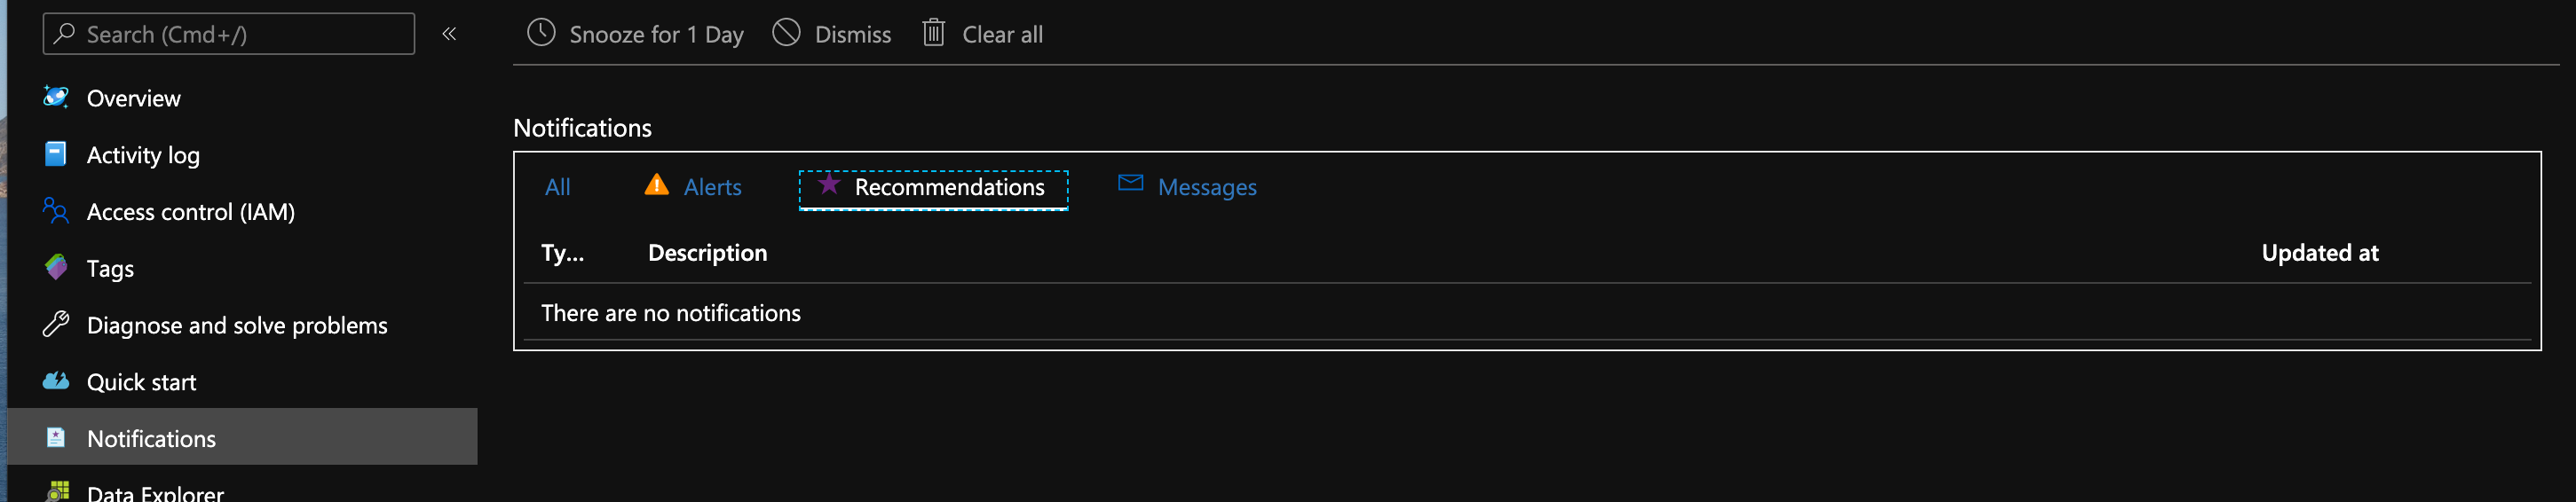 Search (Cmd+/)
«
Overview
Activity log
Access control (IAM)
Tags
Diagnose and solve problems
Quick start
Notifications
Data Explorer
Snooze for 1 Day Dismiss Clear all
Notifications
All Alerts Recommendations Messages
Ty... Description Updated at
There are no notifications